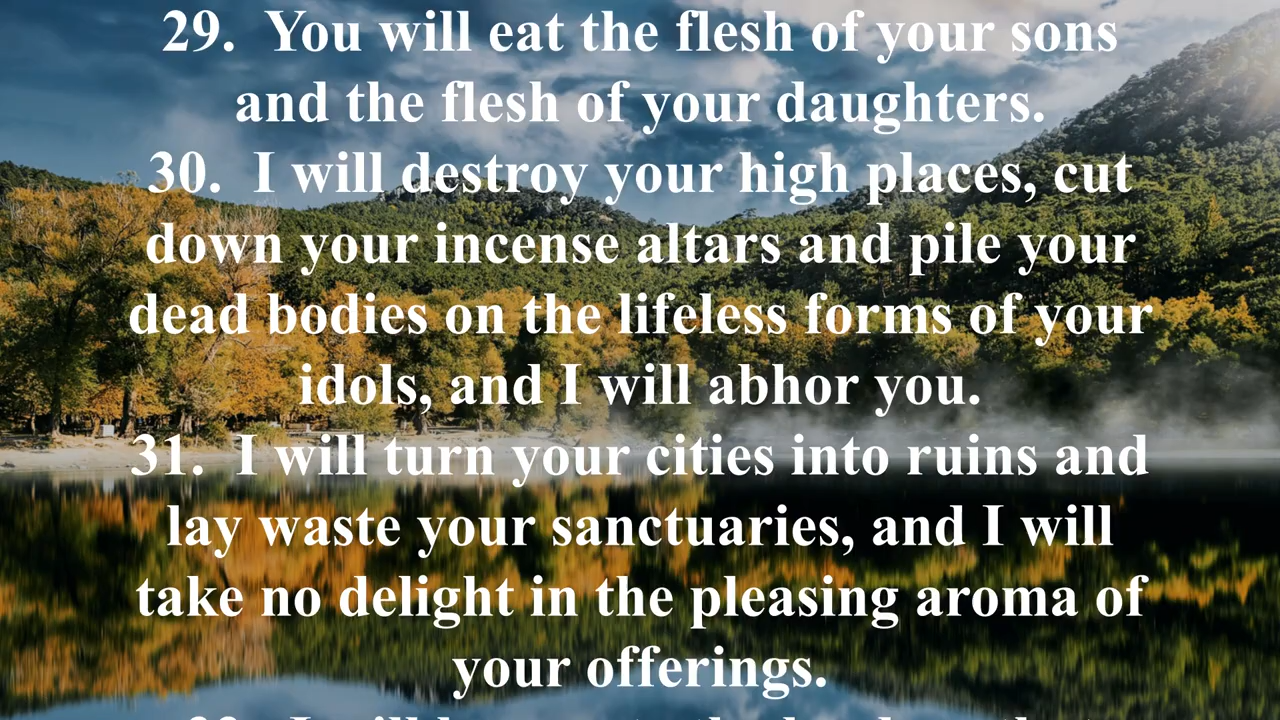 29. You will eat the flesh of your sons
and the flesh of your daughters.
30. I will destroy your high places, cut
down your incense altars and pile your
dead bodies on the lifeless forms of your
idols, and I will abhor you.
31. I will turn your cities into ruins and
lay waste your sanctuaries, and I will
take no delight in the pleasing aroma of
your offerings.
I will